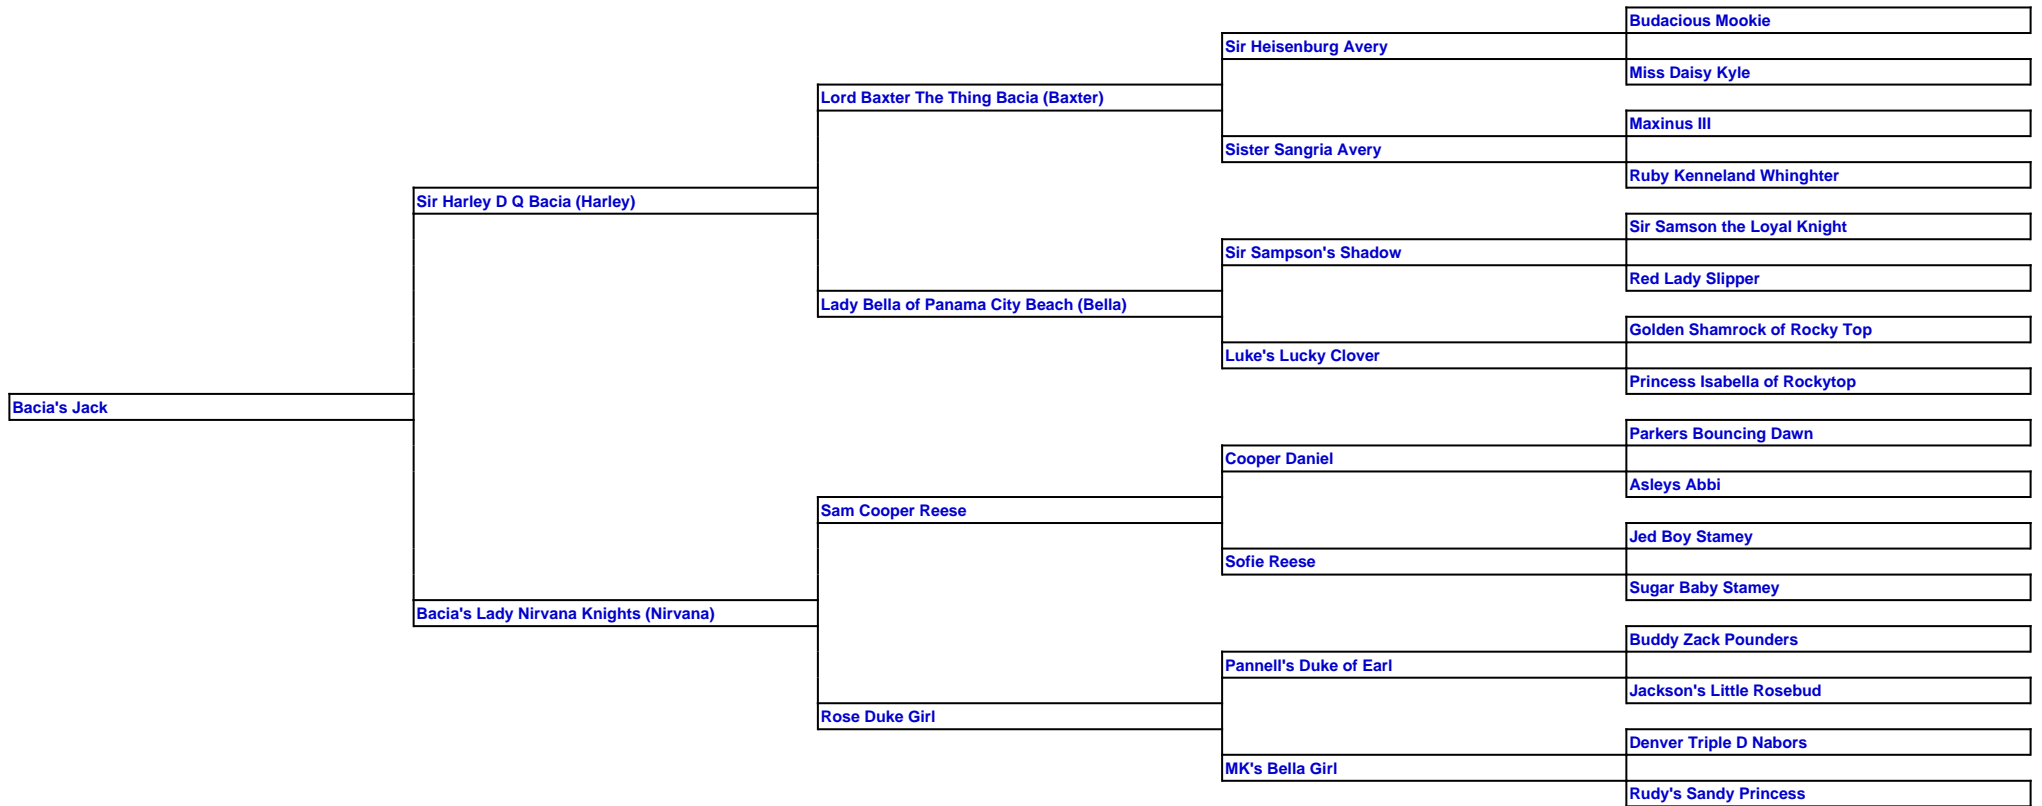 Budacious Mookie
Sir Heisenburg Avery
Miss Daisy Kyle
Lord Baxter The Thing Bacia (Baxter)
Maxinus III
Sister Sangria Avery
Ruby Kenneland Whinghter
Sir Harley D Q Bacia (Harley)
Sir Samson the Loyal Knight
Sir Sampson's Shadow
Red Lady Slipper
Lady Bella of Panama City Beach (Bella)
Golden Shamrock of Rocky Top
Luke's Lucky Clover
Princess Isabella of Rockytop
Bacia's Jack
Parkers Bouncing Dawn
Cooper Daniel
Asleys Abbi
Sam Cooper Reese
Jed Boy Stamey
Sofie Reese
Sugar Baby Stamey
Bacia's Lady Nirvana Knights (Nirvana)
Buddy Zack Pounders
Pannell's Duke of Earl
Jackson's Little Rosebud
Rose Duke Girl
Denver Triple D Nabors
MK's Bella Girl
Rudy's Sandy Princess